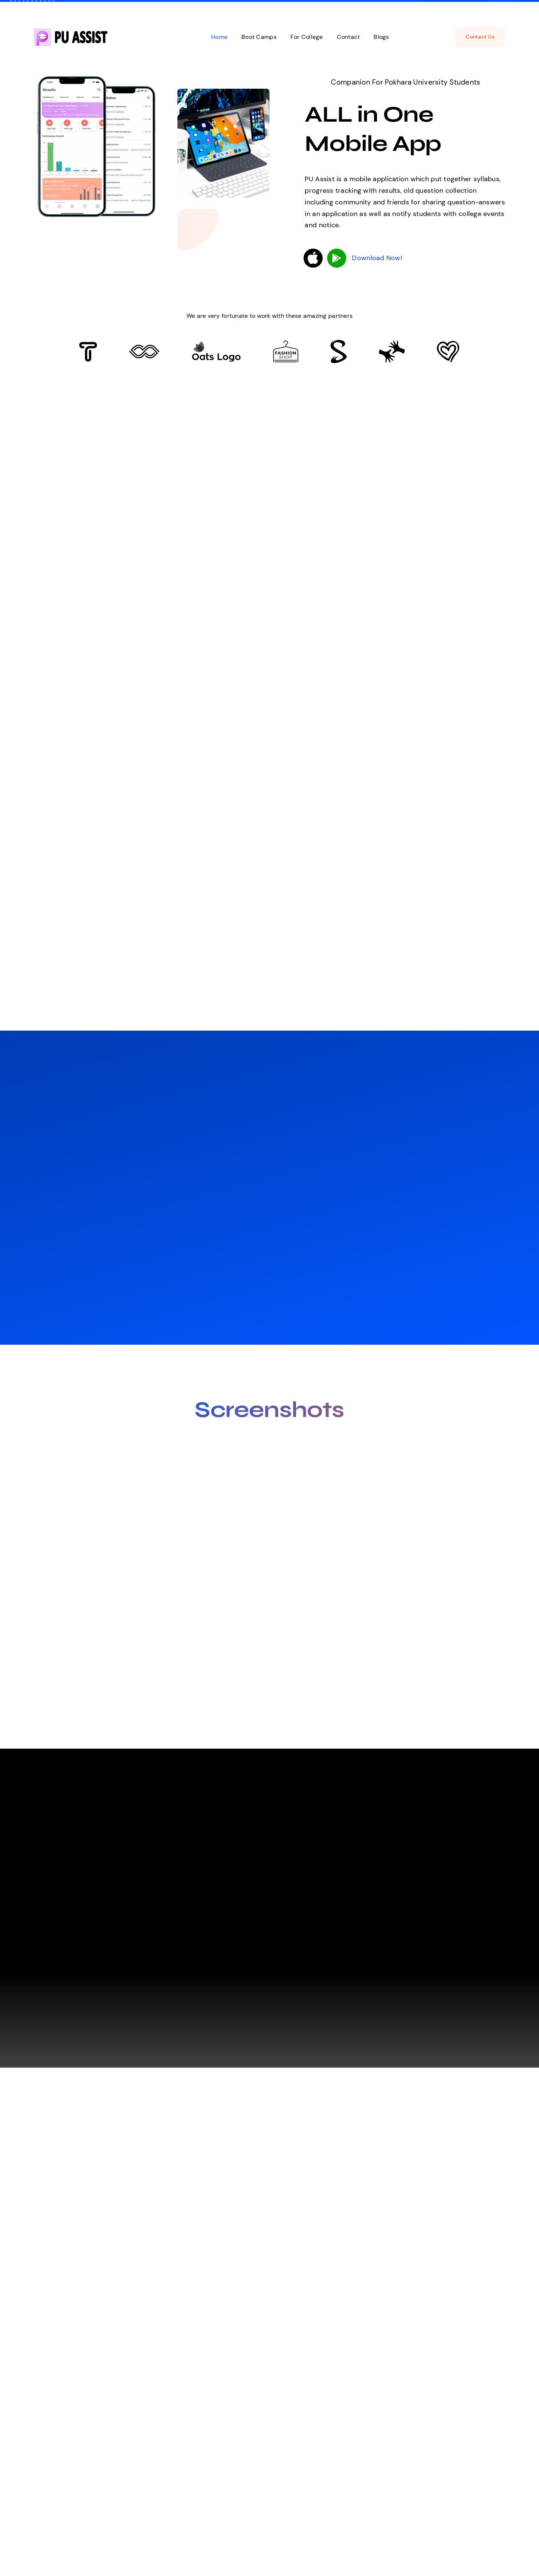 PU ASSIST
Home
Boot Camps
For College
Contact
Blogs
Contact Us
Results
Companion For Pokhara University Students
ALL in One
Mobile App
PU Assist is a mobile application which put together syllabus,
progress tracking with results, old question collection
including community and friends for sharing question-answers
in an application as well as notify students with college events
and notice.
Download Now!
We are very fortunate to work with these amazing partners
Oats Logo
FASHION
SHOP
Screenshots